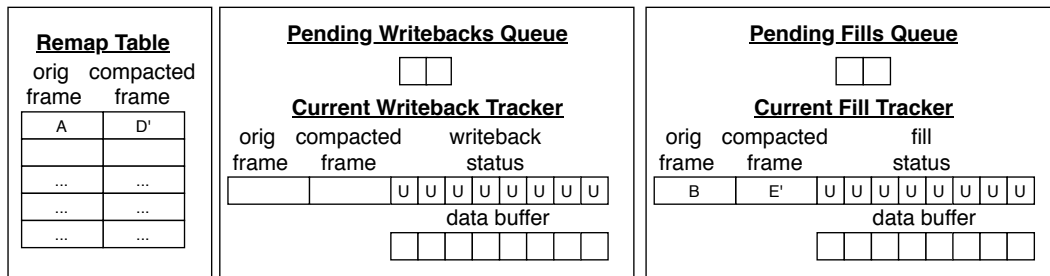 Remap Table
orig compacted
frame frame
A D'
... ...
... ...
... ...
Pending Writebacks Queue
Current Writeback Tracker
orig compacted writeback
frame frame status
U U U U U U U U
data buffer
Pending Fills Queue
Current Fill Tracker
orig compacted fill
frame frame status
B E' U U U U U U U U
data buffer